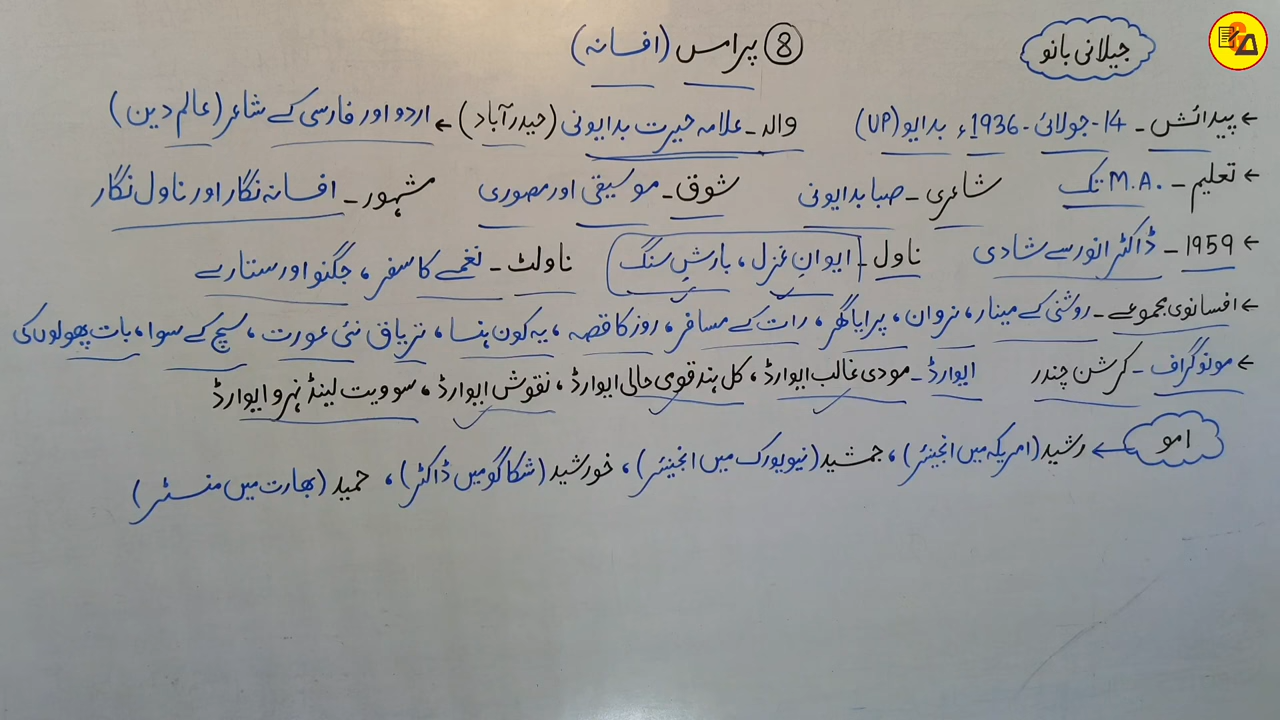 جیلانی بانو
8 پرامس (افسانہ)
← پیدائش - 14 - جولائی - 1936ء بدایو (UP) والد - علامہ حیرت بدایونی (حیدرآباد) ← اردو اور فارسی کے شاعر (عالم دین)
← تعلیم - M.A. تک شاعری - صبا بدایونی شوق - موسیقی اور مصوری مشہور - افسانہ نگار اور ناول نگار
← 1959 - ڈاکٹر انور سے شادی ناول - ایوانِ غزل، بارشِ سنگ ناولٹ - نغمے کا سفر، جگنو اور ستارے
← افسانوی مجموعے - روشنی کے مینار، نروان، پرایا گھر، رات کے مسافر، روز کا قصہ، یہ کون ہنسا، تریاق، نئی عورت، سچ کے سوا، بات پھولوں کی
← مونوگراف - کرشن چندر ایوارڈ - مودی غالب ایوارڈ، کل ہند قومی حالی ایوارڈ، نقوش ایوارڈ، سوویت لینڈ نہرو ایوارڈ
امو ← رشید (امریکہ میں انجینئر)، جمشید (نیویورک میں انجینئر)، خورشید (شکاگو میں ڈاکٹر)، حمید (بھارت میں منسٹر)